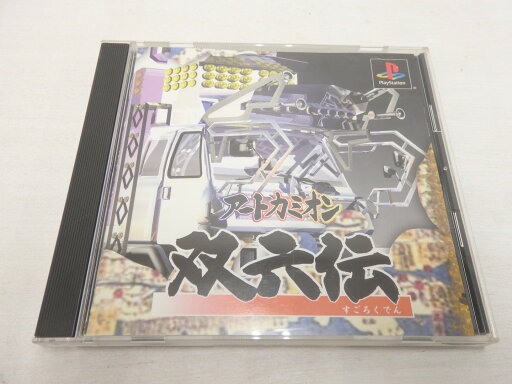 PlayStation
アートカミオン
双六伝
すごろくでん